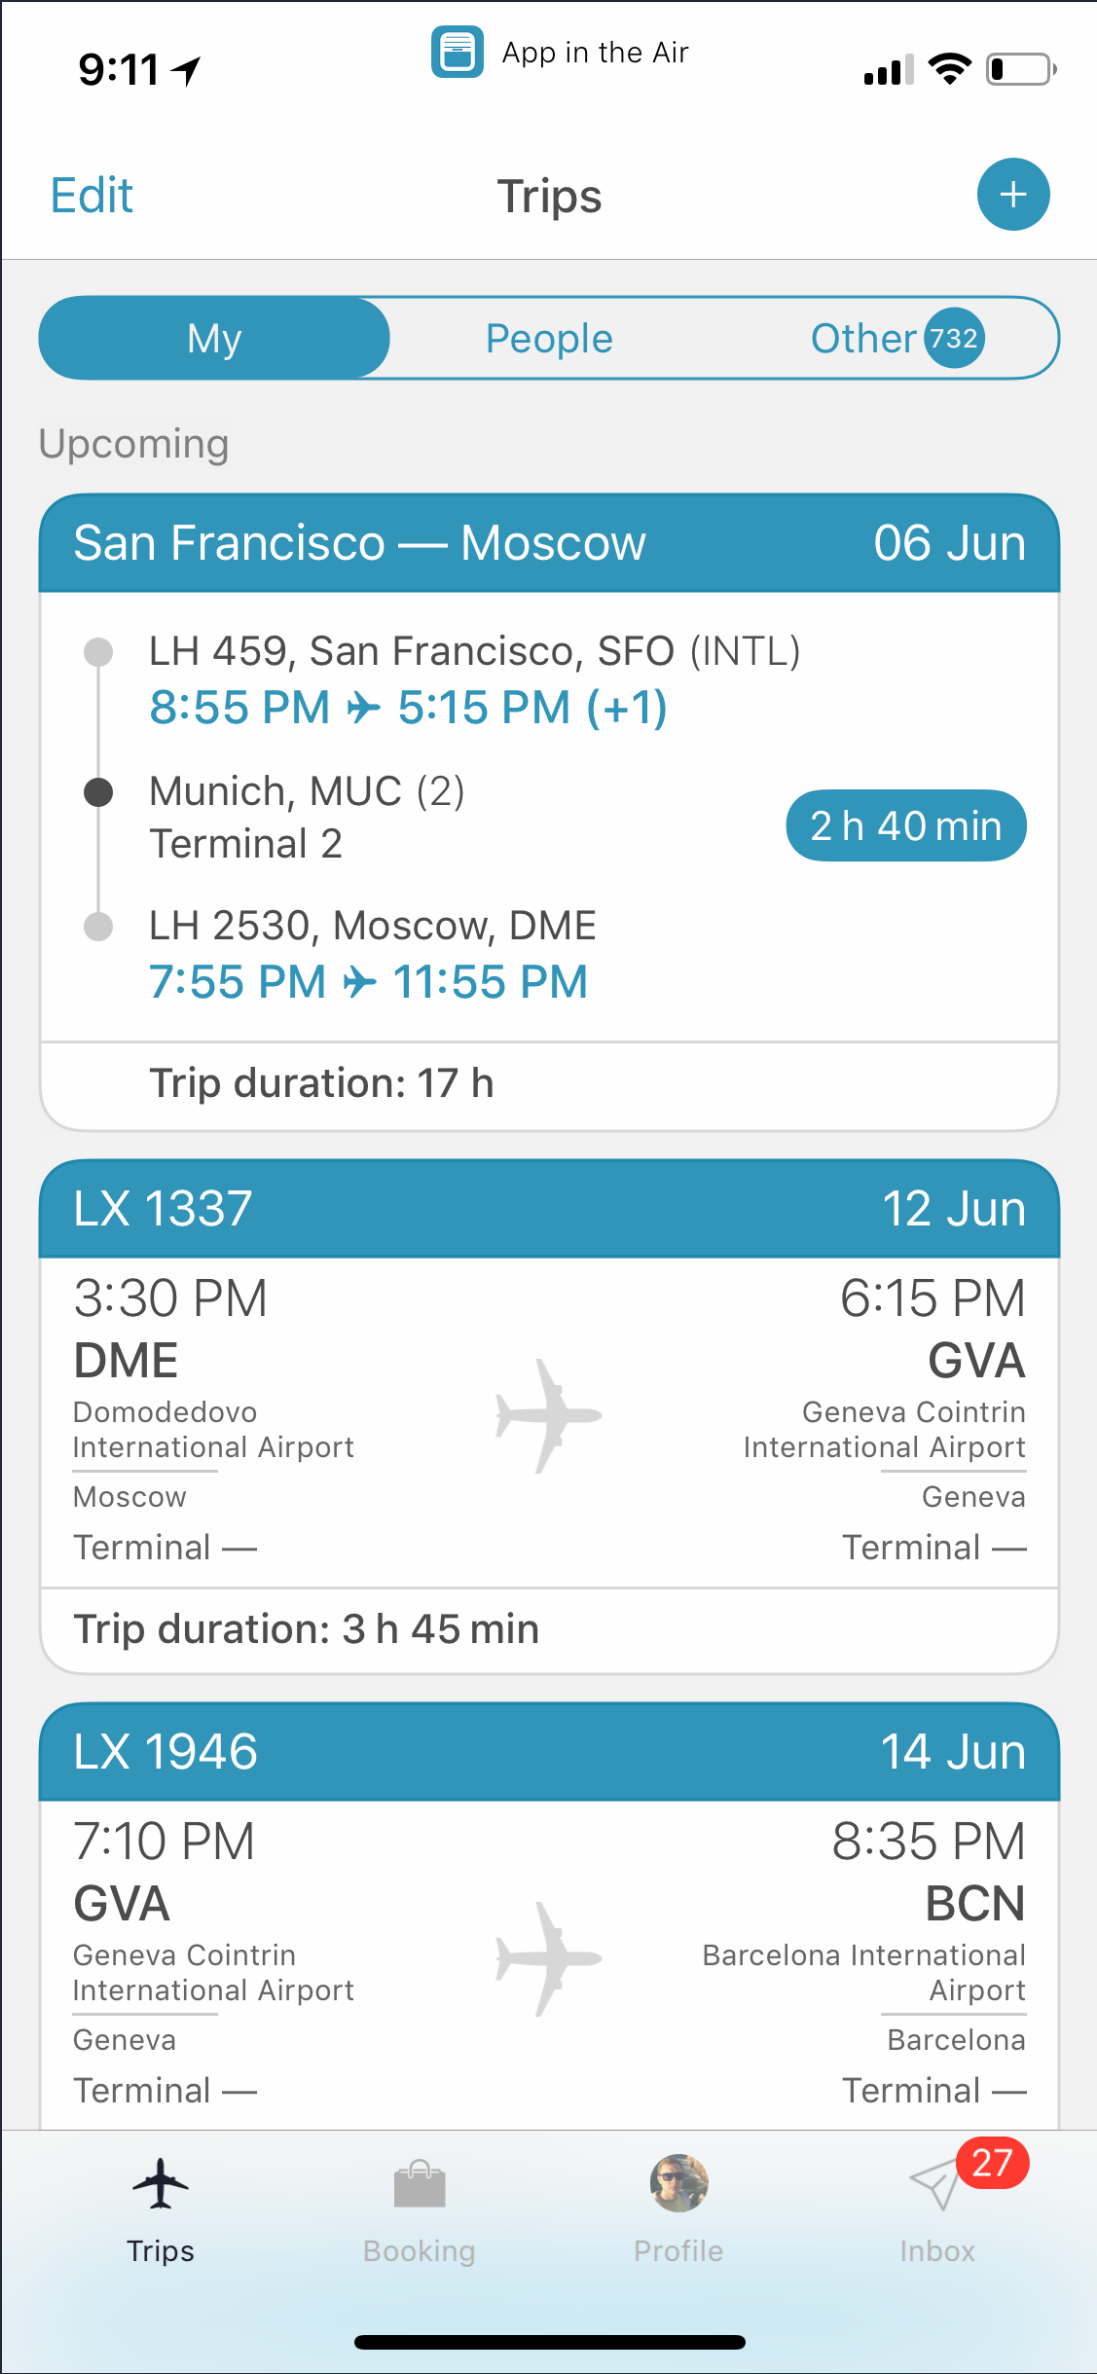 9:11
App in the Air
Edit
Trips
+
My
People
Other 732
Upcoming
San Francisco — Moscow 06 Jun
LH 459, San Francisco, SFO (INTL)
8:55 PM ✈ 5:15 PM (+1)
Munich, MUC (2)
Terminal 2
2 h 40 min
LH 2530, Moscow, DME
7:55 PM ✈ 11:55 PM
Trip duration: 17 h
LX 1337 12 Jun
3:30 PM
DME
Domodedovo
International Airport
Moscow
Terminal —
6:15 PM
GVA
Geneva Cointrin
International Airport
Geneva
Terminal —
Trip duration: 3 h 45 min
LX 1946 14 Jun
7:10 PM
GVA
Geneva Cointrin
International Airport
Geneva
Terminal —
8:35 PM
BCN
Barcelona International
Airport
Barcelona
Terminal —
Trips
Booking
Profile
27
Inbox